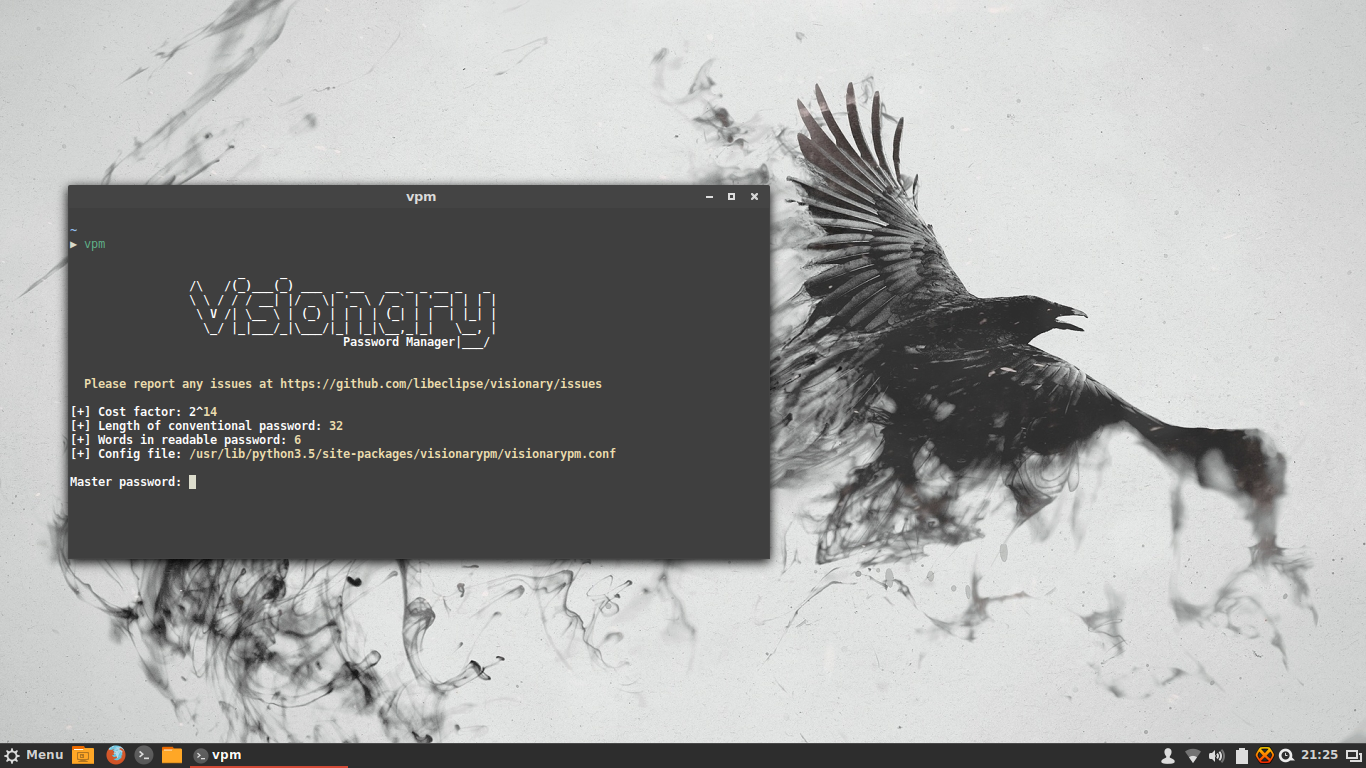 vpm
~
▶ vpm
Visionary
Password Manager
Please report any issues at https://github.com/libeclipse/visionary/issues
[+] Cost factor: 2^14
[+] Length of conventional password: 32
[+] Words in readable password: 6
[+] Config file: /usr/lib/python3.5/site-packages/visionarypm/visionarypm.conf
Master password:
Menu
vpm
21:25